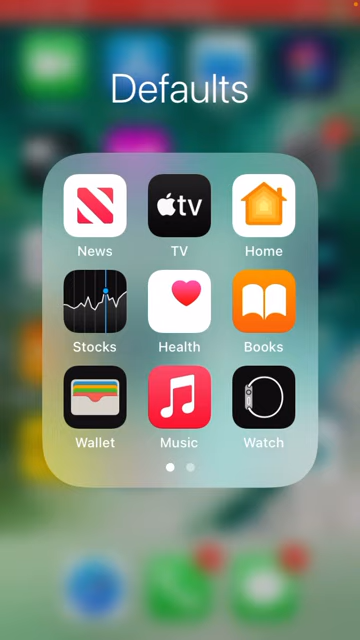 Defaults
tv
News
TV
Home
Stocks
Health
Books
Wallet
Music
Watch